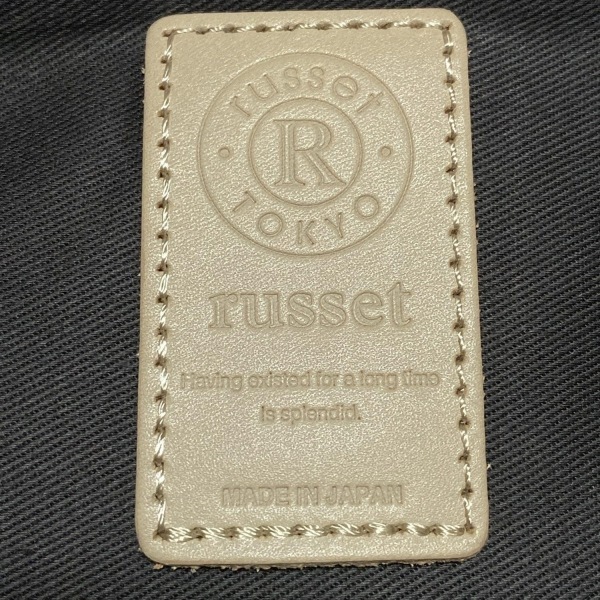 russet
R
TOKYO
russet
Having existed for a long time
is splendid.
MADE IN JAPAN